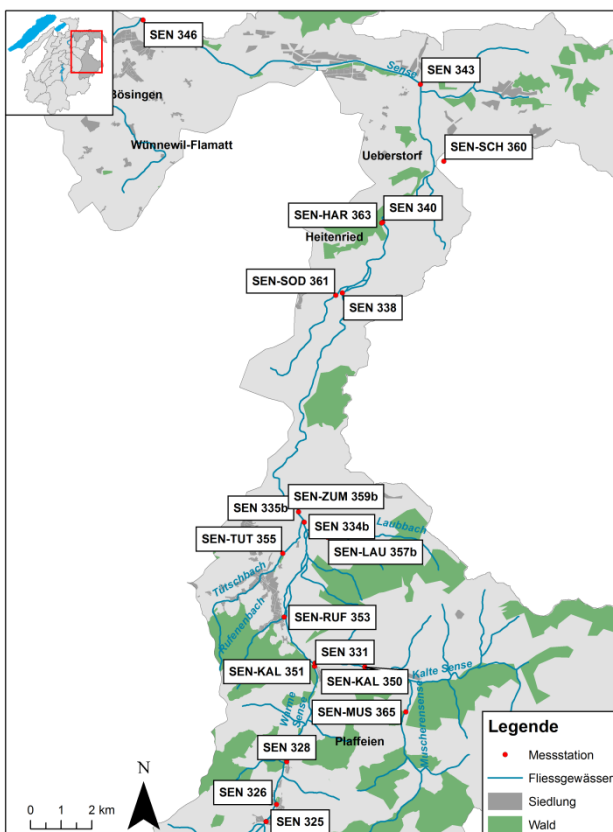 SEN 346
Sense
SEN 343
Bösingen
Wünnewil-Flamatt
Ueberstorf
SEN-SCH 360
SEN-HAR 363
SEN 340
Heitenried
SEN-SOD 361
SEN 338
SEN-ZUM 359b
SEN 335b
SEN 334b
Laubbach
SEN-TUT 355
SEN-LAU 357b
Tütschbach
Rufenenbach
SEN-RUF 353
SEN 331
SEN-KAL 351
Kalte Sense
SEN-KAL 350
Warme
Sense
SEN-MUS 365
Muscherensense
Plaffeien
SEN 328
SEN 326
SEN 325
N
0 1 2 km
Legende
Messstation
Fliessgewässer
Siedlung
Wald